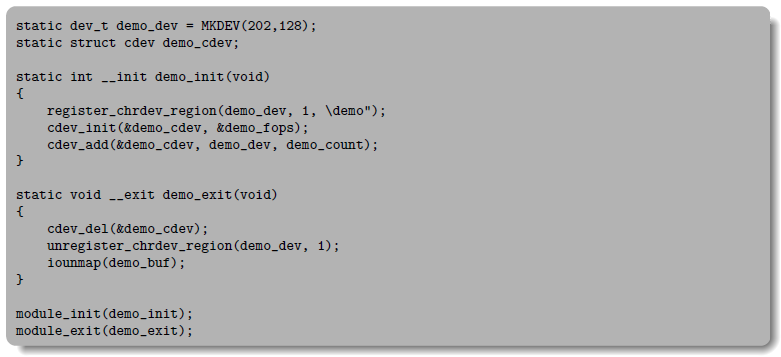 static dev_t demo_dev = MKDEV(202,128);
static struct cdev demo_cdev;

static int __init demo_init(void)
{
    register_chrdev_region(demo_dev, 1, \demo");
    cdev_init(&demo_cdev, &demo_fops);
    cdev_add(&demo_cdev, demo_dev, demo_count);
}

static void __exit demo_exit(void)
{
    cdev_del(&demo_cdev);
    unregister_chrdev_region(demo_dev, 1);
    iounmap(demo_buf);
}

module_init(demo_init);
module_exit(demo_exit);